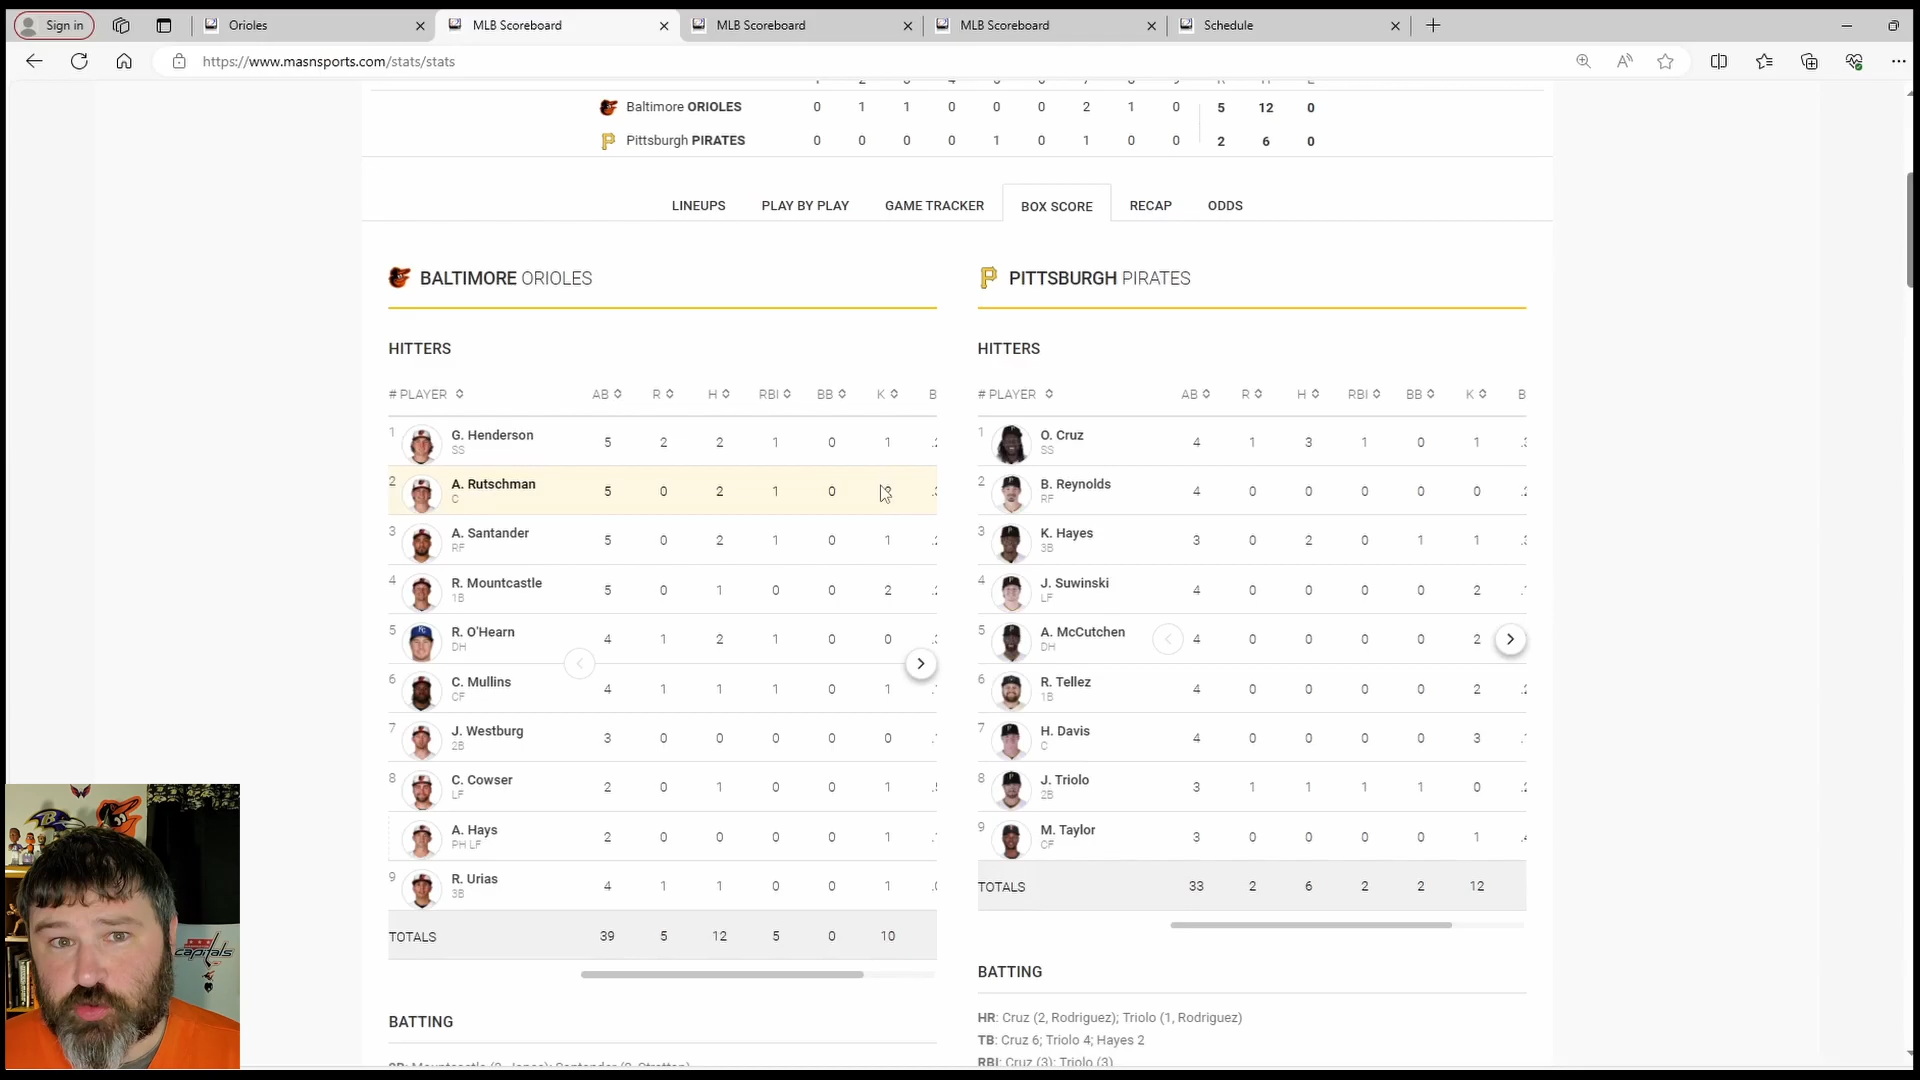 Sign in
Orioles
MLB Scoreboard
MLB Scoreboard
MLB Scoreboard
Schedule
https://www.masnsports.com/stats/stats
Baltimore ORIOLES 0 1 1 0 0 0 2 1 0 5 12 0
Pittsburgh PIRATES 0 0 0 0 1 0 1 0 0 2 6 0
LINEUPS PLAY BY PLAY GAME TRACKER BOX SCORE RECAP ODDS
BALTIMORE ORIOLES
HITTERS
# PLAYER AB R H RBI BB K B
1 G. Henderson 5 2 2 1 0 1
SS
2 A. Rutschman 5 0 2 1 0
C
3 A. Santander 5 0 2 1 0 1
RF
4 R. Mountcastle 5 0 1 0 0 2
1B
5 R. O'Hearn 4 1 2 1 0 0
DH
6 C. Mullins 4 1 1 1 0 1
CF
7 J. Westburg 3 0 0 0 0 0
2B
8 C. Cowser 2 0 1 0 0 1
LF
A. Hays 2 0 0 0 0 1
PH LF
9 R. Urias 4 1 1 0 0 1
3B
TOTALS 39 5 12 5 0 10
BATTING
PITTSBURGH PIRATES
HITTERS
# PLAYER AB R H RBI BB K B
1 O. Cruz 4 1 3 1 0 1
SS
2 B. Reynolds 4 0 0 0 0 0
RF
3 K. Hayes 3 0 2 0 1 1
3B
4 J. Suwinski 4 0 0 0 0 2
LF
5 A. McCutchen 4 0 0 0 0 2
DH
6 R. Tellez 4 0 0 0 0 2
1B
7 H. Davis 4 0 0 0 0 3
C
8 J. Triolo 3 1 1 1 1 0
2B
9 M. Taylor 3 0 0 0 0 1
CF
TOTALS 33 2 6 2 2 12
BATTING
HR: Cruz (2, Rodriguez); Triolo (1, Rodriguez)
TB: Cruz 6; Triolo 4; Hayes 2
RBI: Cruz (3); Triolo (3)
capitals